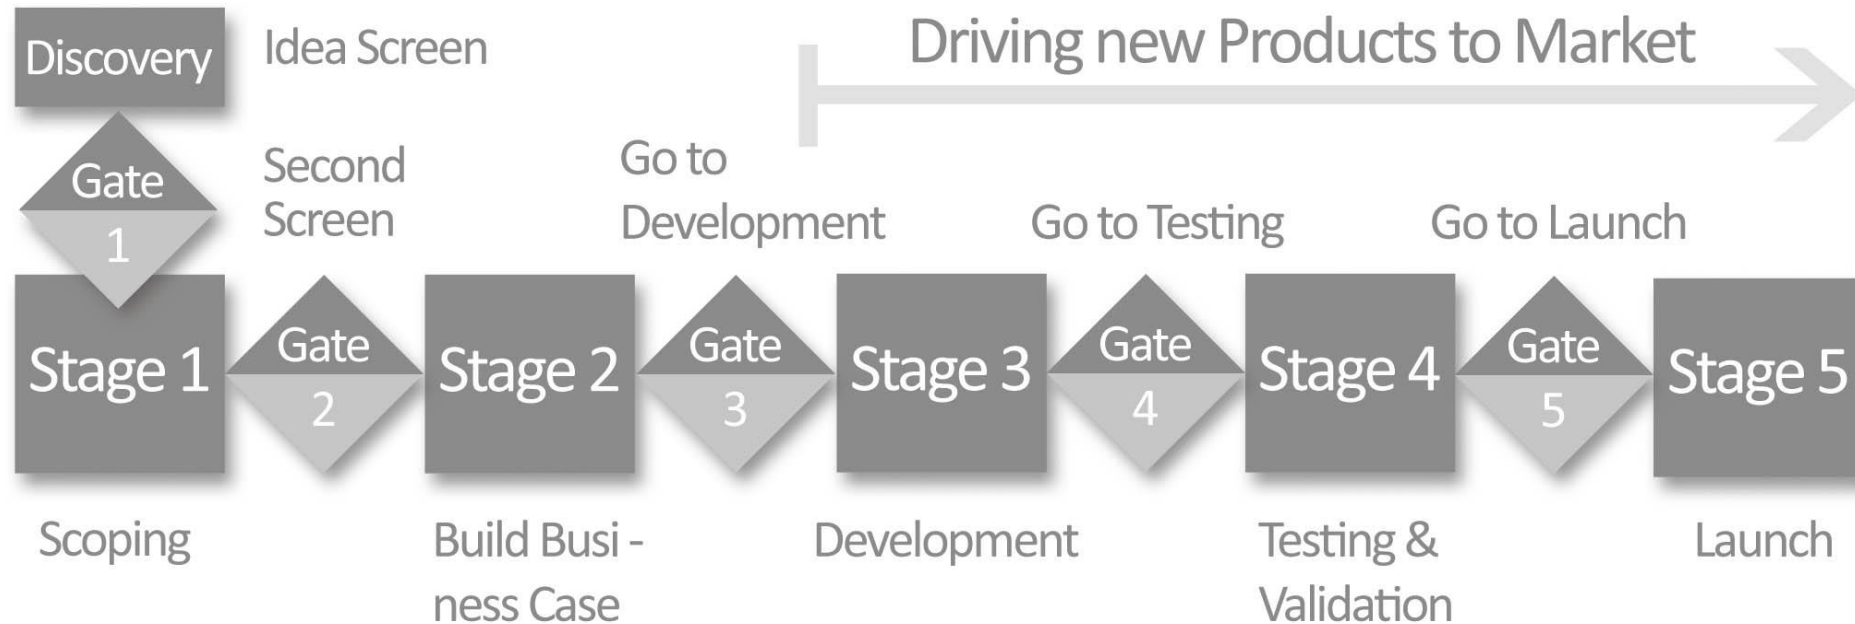 Discovery
Idea Screen
Driving new Products to Market
Gate
1
Second
Screen
Go to
Development
Go to Testing
Go to Launch
Stage 1
Gate
2
Stage 2
Gate
3
Stage 3
Gate
4
Stage 4
Gate
5
Stage 5
Scoping
Build Busi -
ness Case
Development
Testing &
Validation
Launch